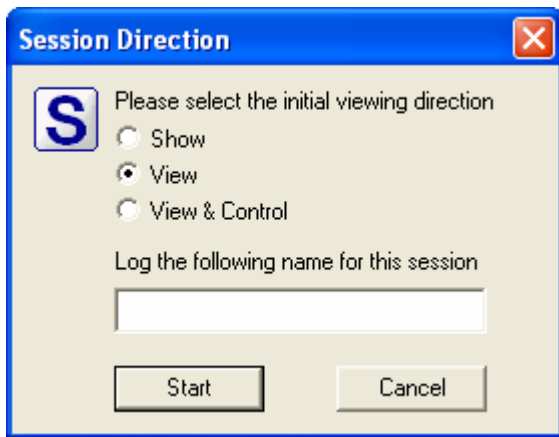 Session Direction
S
Please select the initial viewing direction
Show
View
View & Control
Log the following name for this session
Start
Cancel